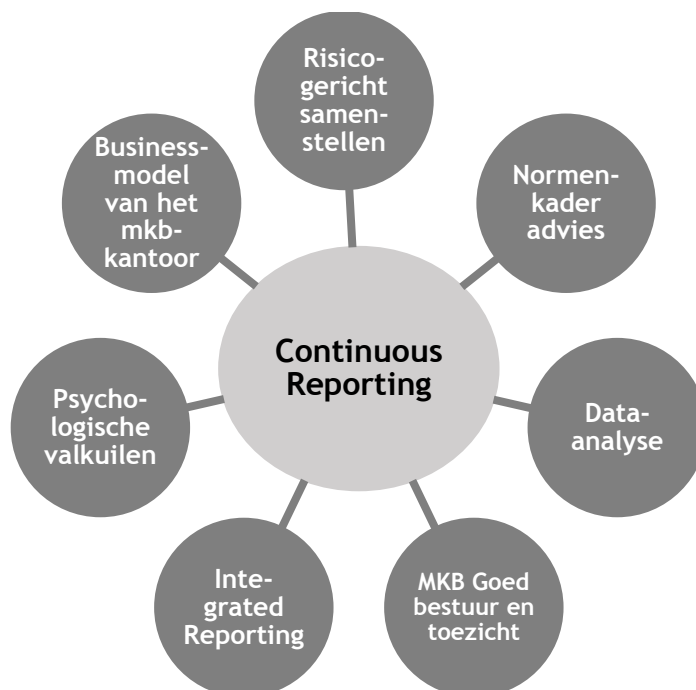 Risico-
gericht
samen-
stellen
Business-
model
van het
mkb-
kantoor
Normen-
kader
advies
Continuous
Reporting
Psycho-
logische
valkuilen
Data-
analyse
Inte-
grated
Reporting
MKB Goed
bestuur en
toezicht